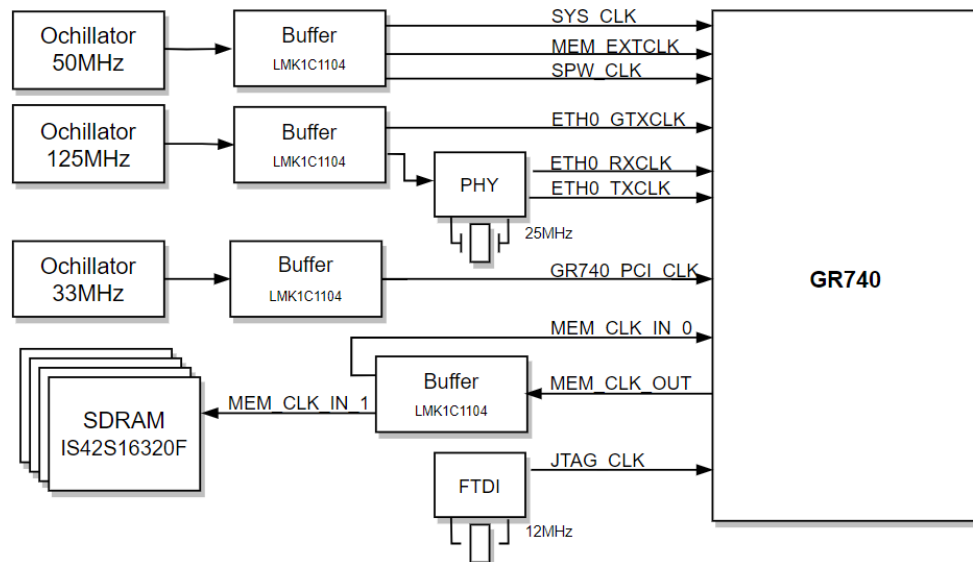 Ochillator
50MHz
Buffer
LMK1C1104
SYS_CLK
MEM_EXTCLK
SPW_CLK
Ochillator
125MHz
Buffer
LMK1C1104
ETH0_GTXCLK
PHY
25MHz
ETH0_RXCLK
ETH0_TXCLK
Ochillator
33MHz
Buffer
LMK1C1104
GR740_PCI_CLK
GR740
MEM_CLK_IN_0
Buffer
LMK1C1104
MEM_CLK_OUT
MEM_CLK_IN_1
SDRAM
IS42S16320F
FTDI
12MHz
JTAG_CLK